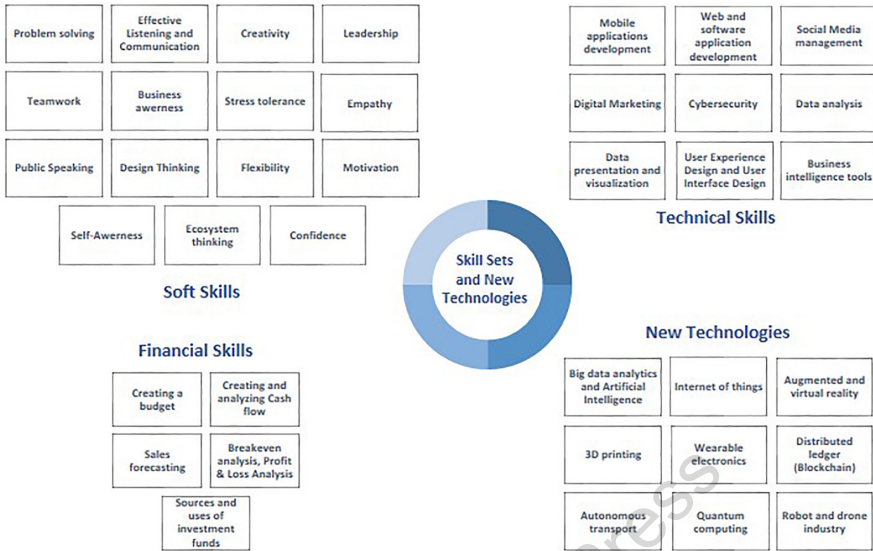 Problem solving
Effective
Listening and
Communication
Creativity
Leadership
Teamwork
Business
awerness
Stress tolerance
Empathy
Public Speaking
Design Thinking
Flexibility
Motivation
Self-Awerness
Ecosystem
thinking
Confidence
Soft Skills
Mobile
applications
development
Web and
software
application
development
Social Media
management
Digital Marketing
Cybersecurity
Data analysis
Data
presentation and
visualization
User Experience
Design and User
Interface Design
Business
intelligence tools
Technical Skills
Skill Sets
and New
Technologies
Financial Skills
Creating a
budget
Creating and
analyzing Cash
flow
Sales
forecasting
Breakeven
analysis, Profit
& Loss Analysis
Sources and
uses of
investment
funds
New Technologies
Big data analytics
and Artificial
Intelligence
Internet of things
Augmented and
virtual reality
3D printing
Wearable
electronics
Distributed
ledger
(Blockchain)
Autonomous
transport
Quantum
computing
Robot and drone
industry